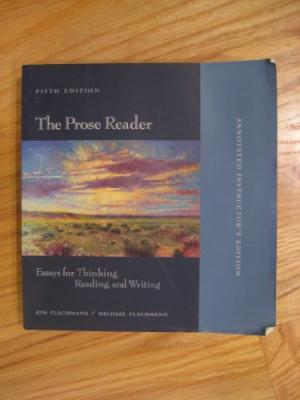 FIFTH EDITION
The Prose Reader
Essays for Thinking,
Reading, and Writing
KIM FLACHMANN / MICHAEL FLACHMANN
ANNOTATED INSTRUCTOR'S EDITION